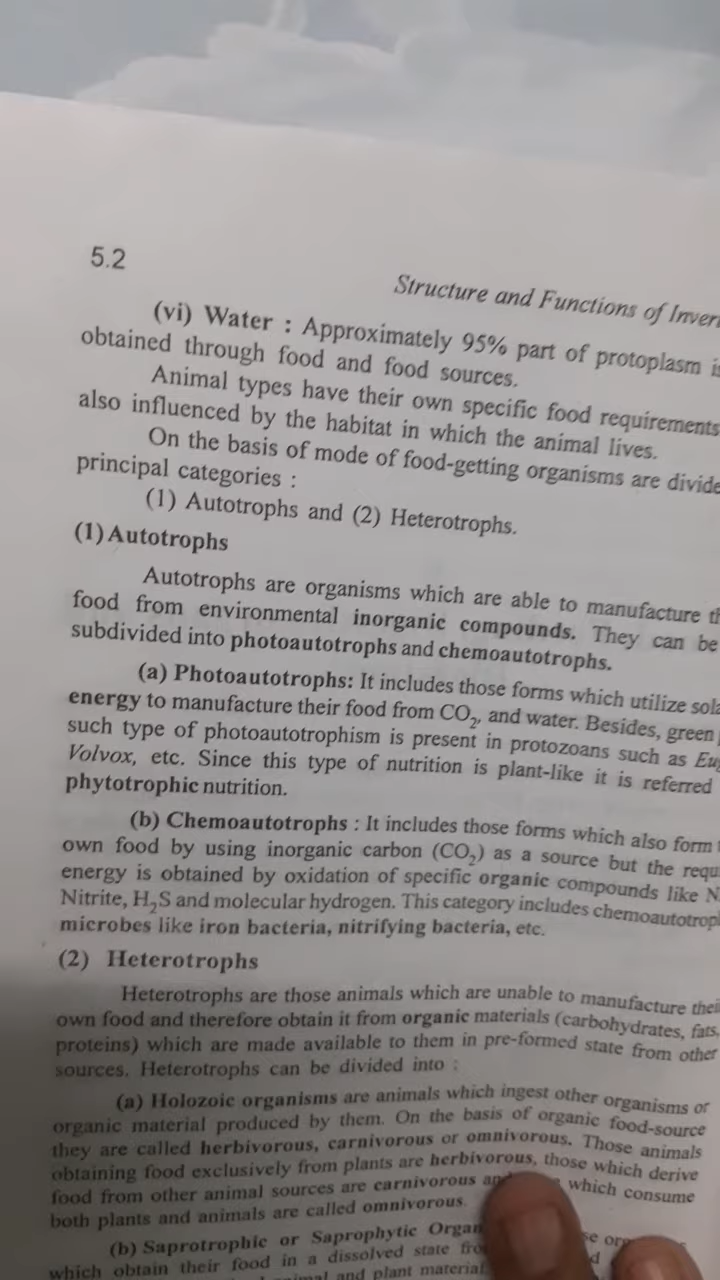 5.2
Structure and Functions of Inver
(vi) Water : Approximately 95% part of protoplasm is
obtained through food and food sources.
Animal types have their own specific food requirements
also influenced by the habitat in which the animal lives.
On the basis of mode of food-getting organisms are divide
principal categories :
(1) Autotrophs and (2) Heterotrophs.
(1) Autotrophs
Autotrophs are organisms which are able to manufacture th
food from environmental inorganic compounds. They can be
subdivided into photoautotrophs and chemoautotrophs.
(a) Photoautotrophs: It includes those forms which utilize sola
energy to manufacture their food from CO₂, and water. Besides, green
such type of photoautotrophism is present in protozoans such as Eug
Volvox, etc. Since this type of nutrition is plant-like it is referred
phytotrophic nutrition.
(b) Chemoautotrophs : It includes those forms which also form t
own food by using inorganic carbon (CO₂) as a source but the requ
energy is obtained by oxidation of specific organic compounds like N
Nitrite, H₂S and molecular hydrogen. This category includes chemoautotrop
microbes like iron bacteria, nitrifying bacteria, etc.
(2) Heterotrophs
Heterotrophs are those animals which are unable to manufacture thei
own food and therefore obtain it from organic materials (carbohydrates, fats,
proteins) which are made available to them in pre-formed state from other
sources. Heterotrophs can be divided into :
(a) Holozoic organisms are animals which ingest other organisms or
organic material produced by them. On the basis of organic food-source
they are called herbivorous, carnivorous or omnivorous. Those animals
obtaining food exclusively from plants are herbivorous, those which derive
food from other animal sources are carnivorous an which consume
both plants and animals are called omnivorous.
(b) Saprotrophic or Saprophytic Organ se org
which obtain their food in a dissolved state fro d
and plant material